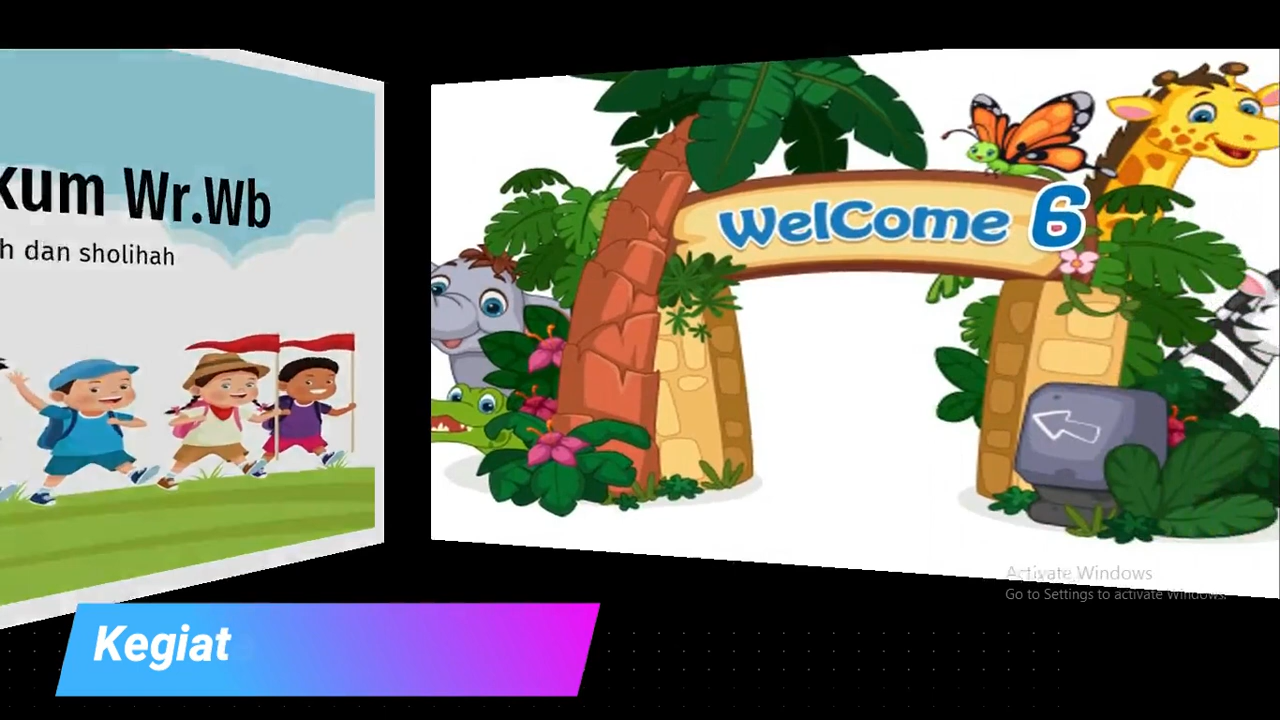 kum Wr.Wb
h dan sholihah
WelCome 6
Activate Windows
Go to Settings to activate Windows.
Kegiat